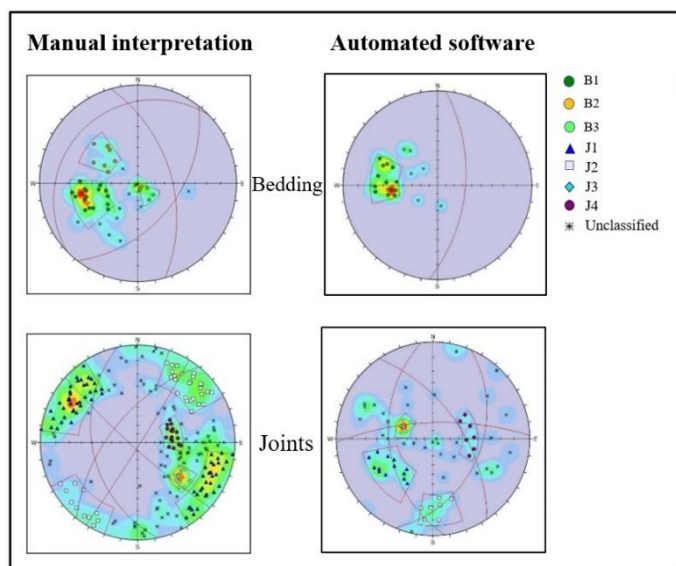 Manual interpretation
Automated software
N
W
E
S
Bedding
N
W
E
S
B1
B2
B3
J1
J2
J3
J4
Unclassified
N
W
E
S
Joints
N
W
E
S